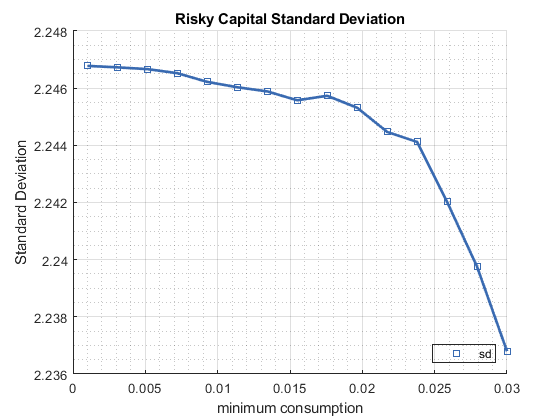 Risky Capital Standard Deviation
2.248
2.246
2.244
2.242
2.24
2.238
2.236
Standard Deviation
sd
0 0.005 0.01 0.015 0.02 0.025 0.03
minimum consumption